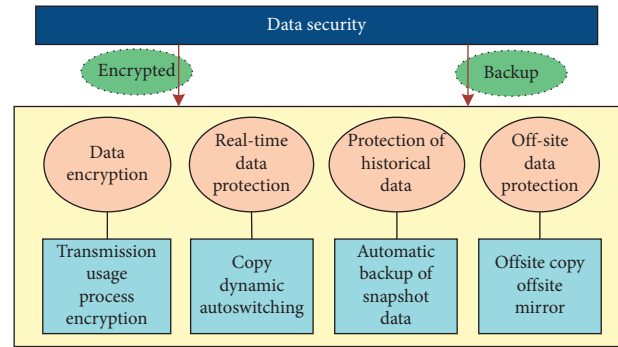 Data security
Encrypted
Backup
Data
encryption
Real-time
data
protection
Protection of
historical
data
Off-site
data
protection
Transmission
usage
process
encryption
Copy
dynamic
autoswitching
Automatic
backup of
snapshot
data
Offsite copy
offsite
mirror